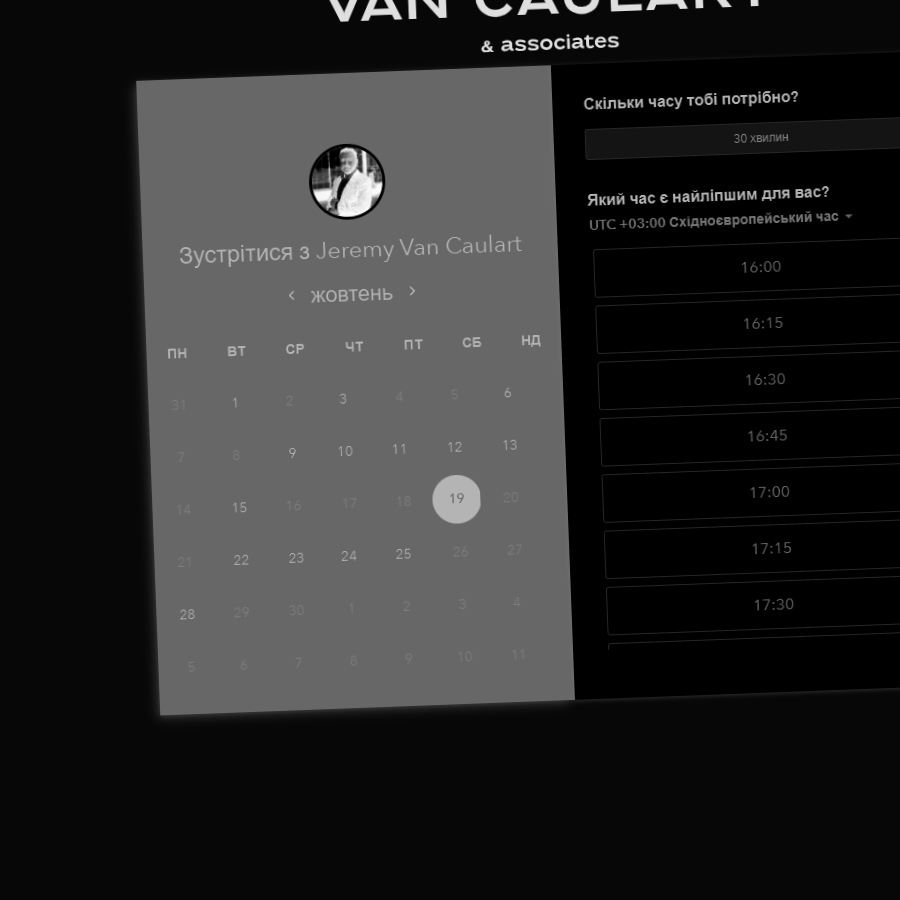 VAN CAULART
& associates
Зустрітися з Jeremy Van Caulart
жовтень
ПН ВТ СР ЧТ ПТ СБ НД
31 1 2 3 4 5 6
7 8 9 10 11 12 13
14 15 16 17 18 19 20
21 22 23 24 25 26 27
28 29 30 1 2 3 4
5 6 7 8 9 10 11
Скільки часу тобі потрібно?
30 хвилин
Який час є найліпшим для вас?
UTC +03:00 Східноєвропейський час
16:00
16:15
16:30
16:45
17:00
17:15
17:30